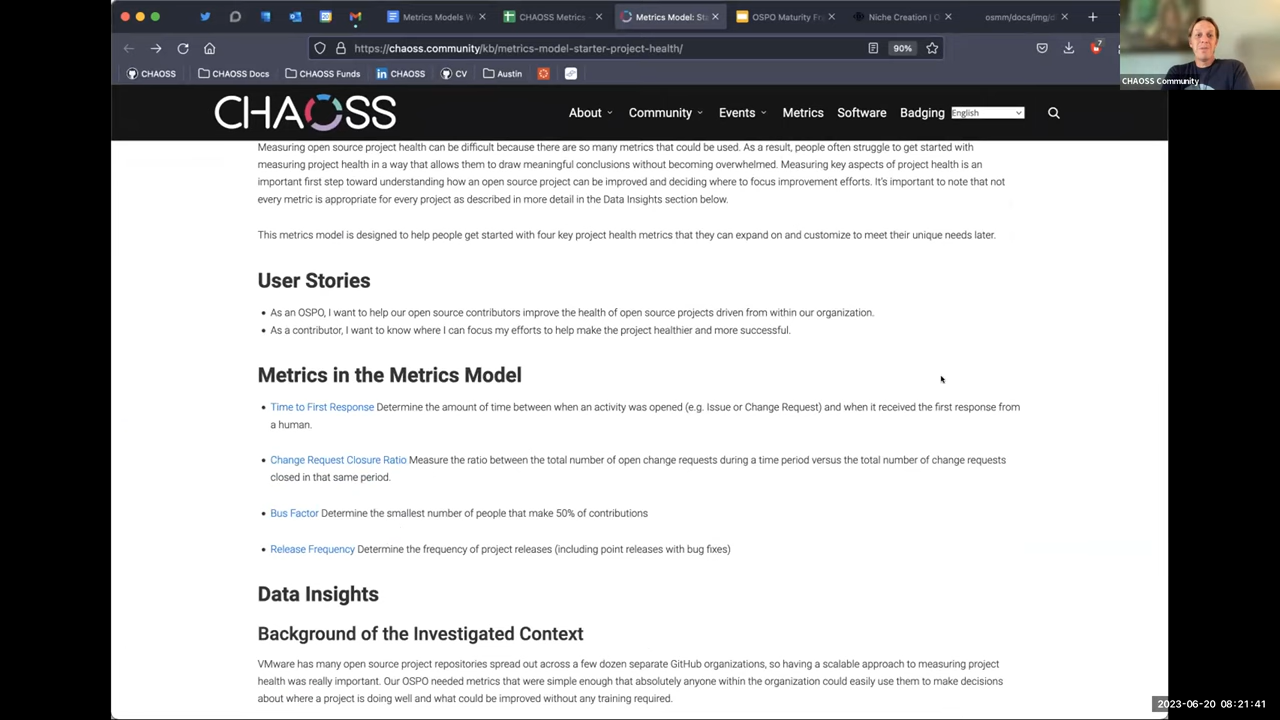 Metrics Models W
CHAOSS Metrics -
Metrics Model: Sta
OSPO Maturity Fra
Niche Creation | O
osmm/docs/img/d
https://chaoss.community/kb/metrics-model-starter-project-health/
90%
7
CHAOSS
CHAOSS Docs
CHAOSS Funds
in CHAOSS
CV
Austin
CHAOSS Community
CHAOSS
About
Community
Events
Metrics
Software
Badging
English
Measuring open source project health can be difficult because there are so many metrics that could be used. As a result, people often struggle to get started with
measuring project health in a way that allows them to draw meaningful conclusions without becoming overwhelmed. Measuring key aspects of project health is an
important first step toward understanding how an open source project can be improved and deciding where to focus improvement efforts. It's important to note that not
every metric is appropriate for every project as described in more detail in the Data Insights section below.
This metrics model is designed to help people get started with four key project health metrics that they can expand on and customize to meet their unique needs later.
User Stories
• As an OSPO, I want to help our open source contributors improve the health of open source projects driven from within our organization.
• As a contributor, I want to know where I can focus my efforts to help make the project healthier and more successful.
Metrics in the Metrics Model
• Time to First Response Determine the amount of time between when an activity was opened (e.g. Issue or Change Request) and when it received the first response from
a human.
• Change Request Closure Ratio Measure the ratio between the total number of open change requests during a time period versus the total number of change requests
closed in that same period.
• Bus Factor Determine the smallest number of people that make 50% of contributions
• Release Frequency Determine the frequency of project releases (including point releases with bug fixes)
Data Insights
Background of the Investigated Context
VMware has many open source project repositories spread out across a few dozen separate GitHub organizations, so having a scalable approach to measuring project
health was really important. Our OSPO needed metrics that were simple enough that absolutely anyone within the organization could easily use them to make decisions
about where a project is doing well and what could be improved without any training required.
2023-06-20 08:21:41